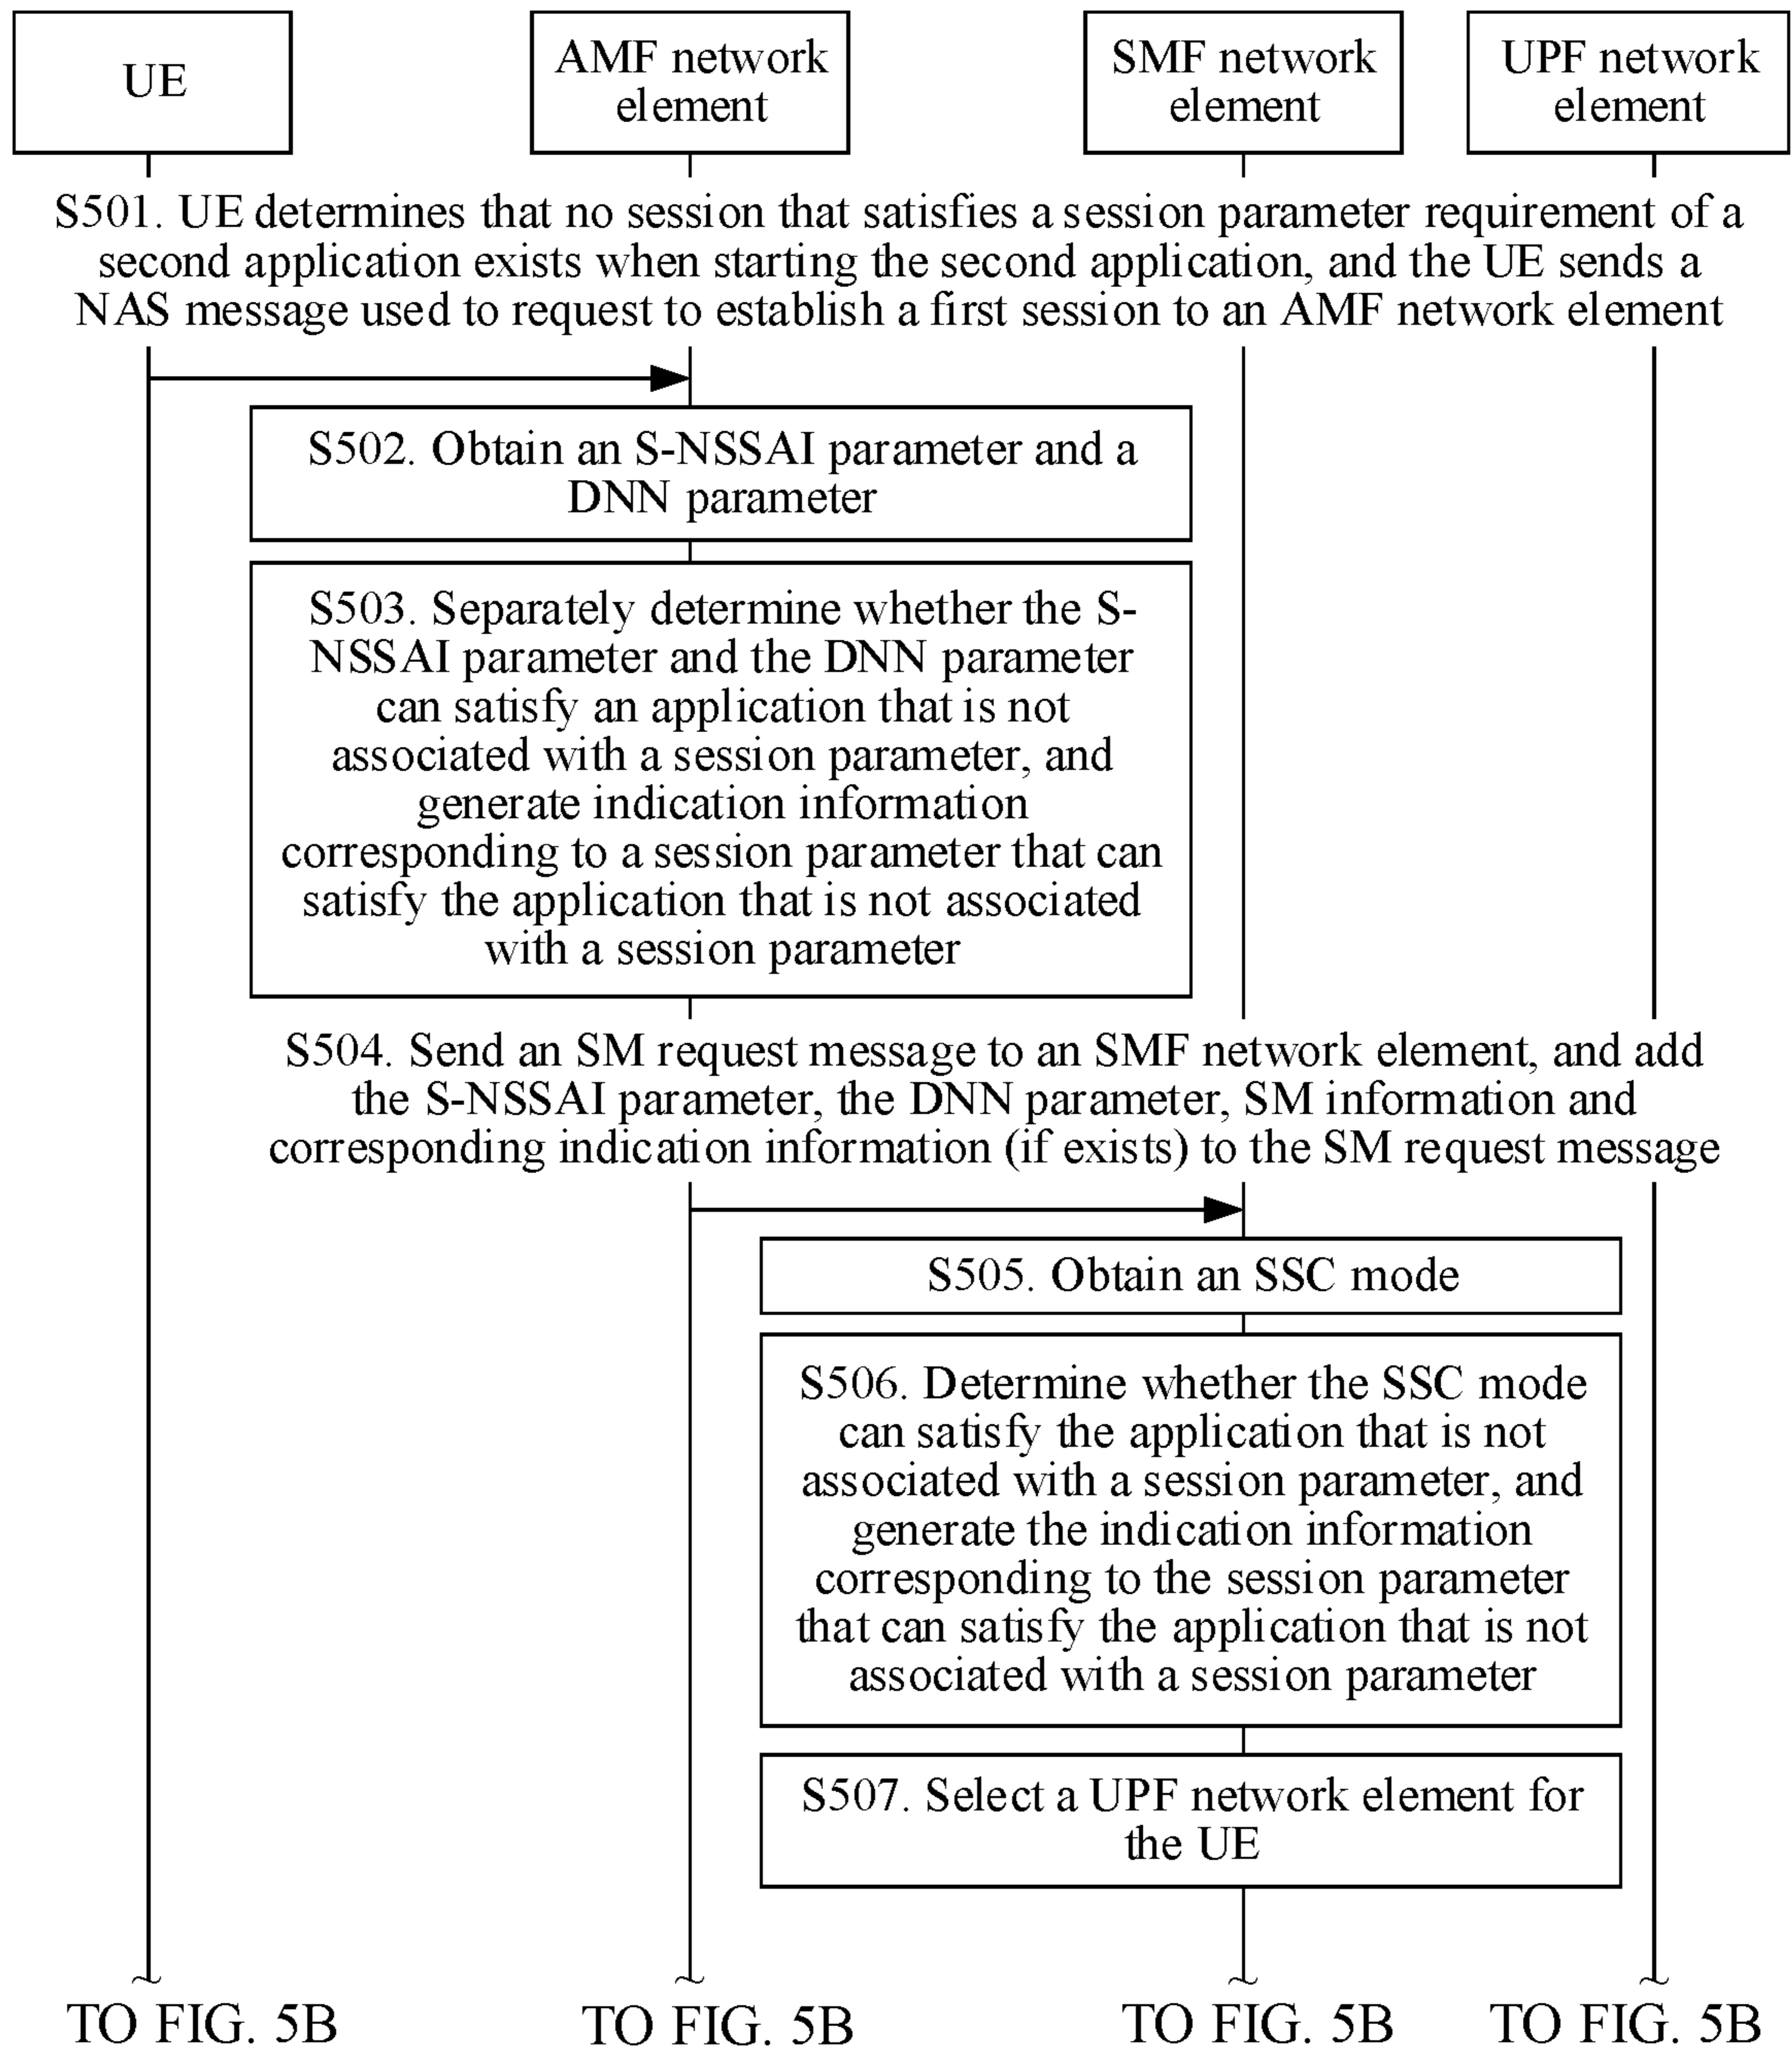 UE
AMF network
element
SMF network
element
UPF network
element
S501. UE determines that no session that satisfies a session parameter requirement of a
second application exists when starting the second application, and the UE sends a
NAS message used to request to establish a first session to an AMF network element
S502. Obtain an S-NSSAI parameter and a
DNN parameter
S503. Separately determine whether the S-
NSSAI parameter and the DNN parameter
can satisfy an application that is not
associated with a session parameter, and
generate indication information
corresponding to a session parameter that can
satisfy the application that is not associated
with a session parameter
S504. Send an SM request message to an SMF network element, and add
the S-NSSAI parameter, the DNN parameter, SM information and
corresponding indication information (if exists) to the SM request message
S505. Obtain an SSC mode
S506. Determine whether the SSC mode
can satisfy the application that is not
associated with a session parameter, and
generate the indication information
corresponding to the session parameter
that can satisfy the application that is not
associated with a session parameter
S507. Select a UPF network element for
the UE
TO FIG. 5B
TO FIG. 5B
TO FIG. 5B
TO FIG. 5B